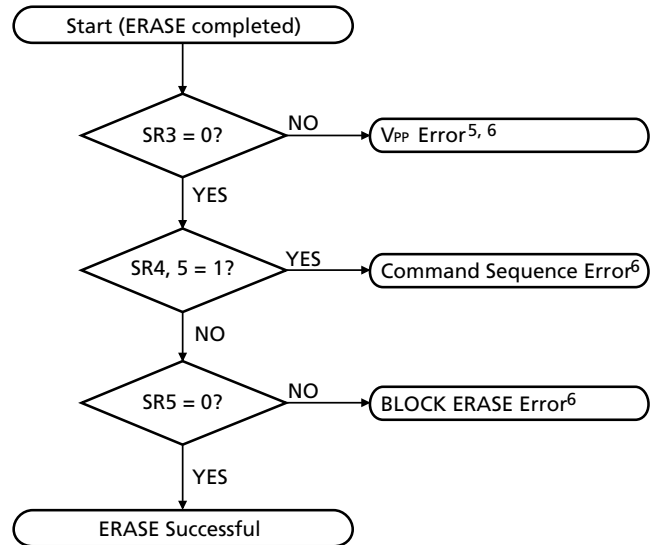 Start (ERASE completed)
SR3 = 0?
NO
VPP Error5, 6
YES
SR4, 5 = 1?
YES
Command Sequence Error6
NO
SR5 = 0?
NO
BLOCK ERASE Error6
YES
ERASE Successful